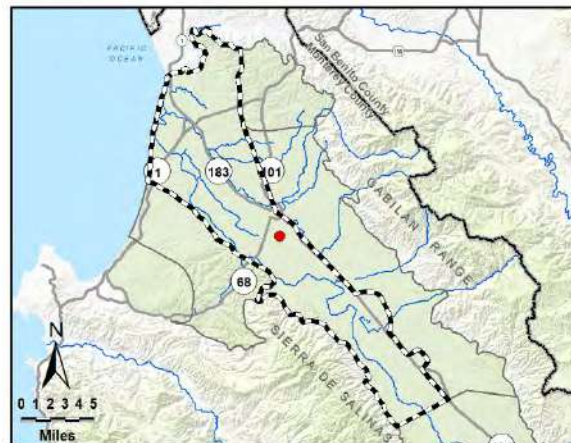 PACIFIC
OCEAN
1
San Benito County
Monterey County
1
183
101
GABILAN RANGE
68
SIERRA DE SALINAS
N
0 1 2 3 4 5
Miles